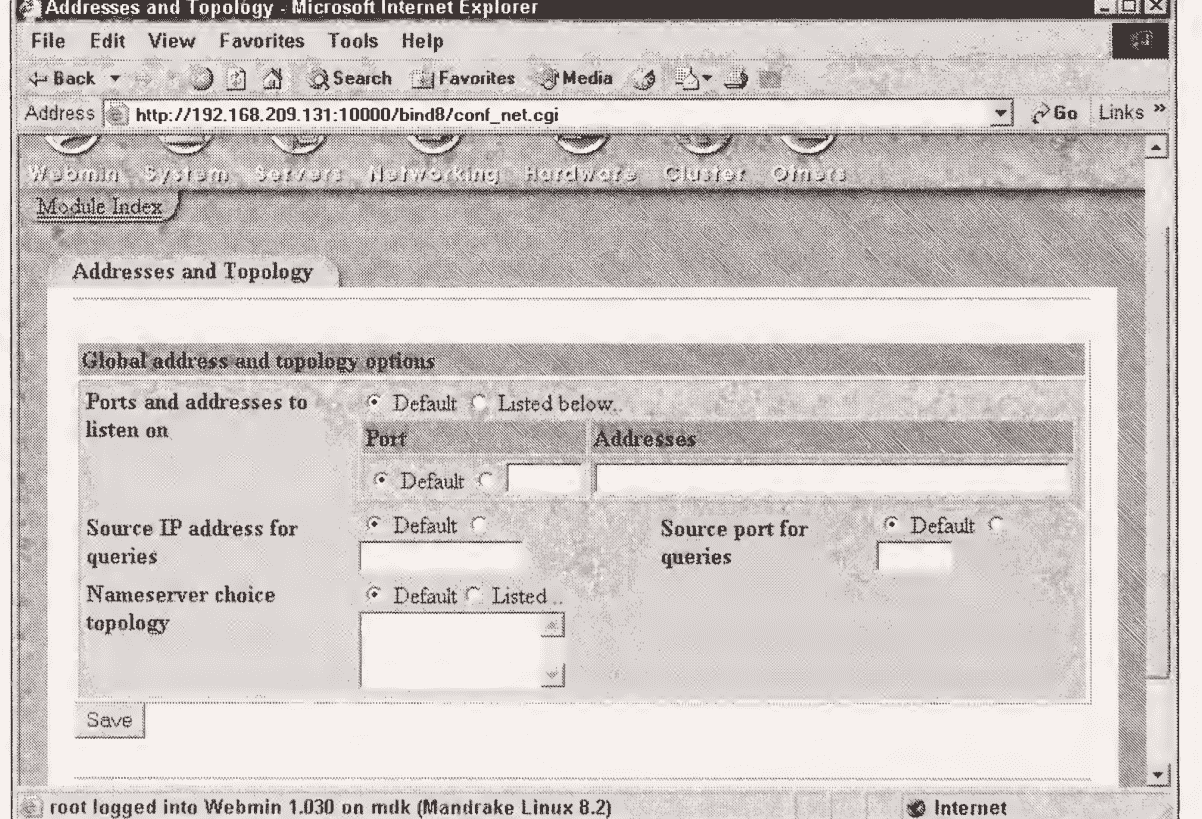 Addresses and Topology - Microsoft Internet Explorer
File Edit View Favorites Tools Help
Back Search Favorites Media
Address http://192.168.209.131:10000/bind8/conf_net.cgi Go Links »
Webmin System Servers Networking Hardware Cluster Others
Module Index
Addresses and Topology
Global address and topology options
Ports and addresses to listen on Default Listed below..
Port Addresses
Default
Source IP address for queries Default
Source port for queries Default
Nameserver choice topology Default Listed ..
Save
root logged into Webmin 1.030 on mdk (Mandrake Linux 8.2) Internet